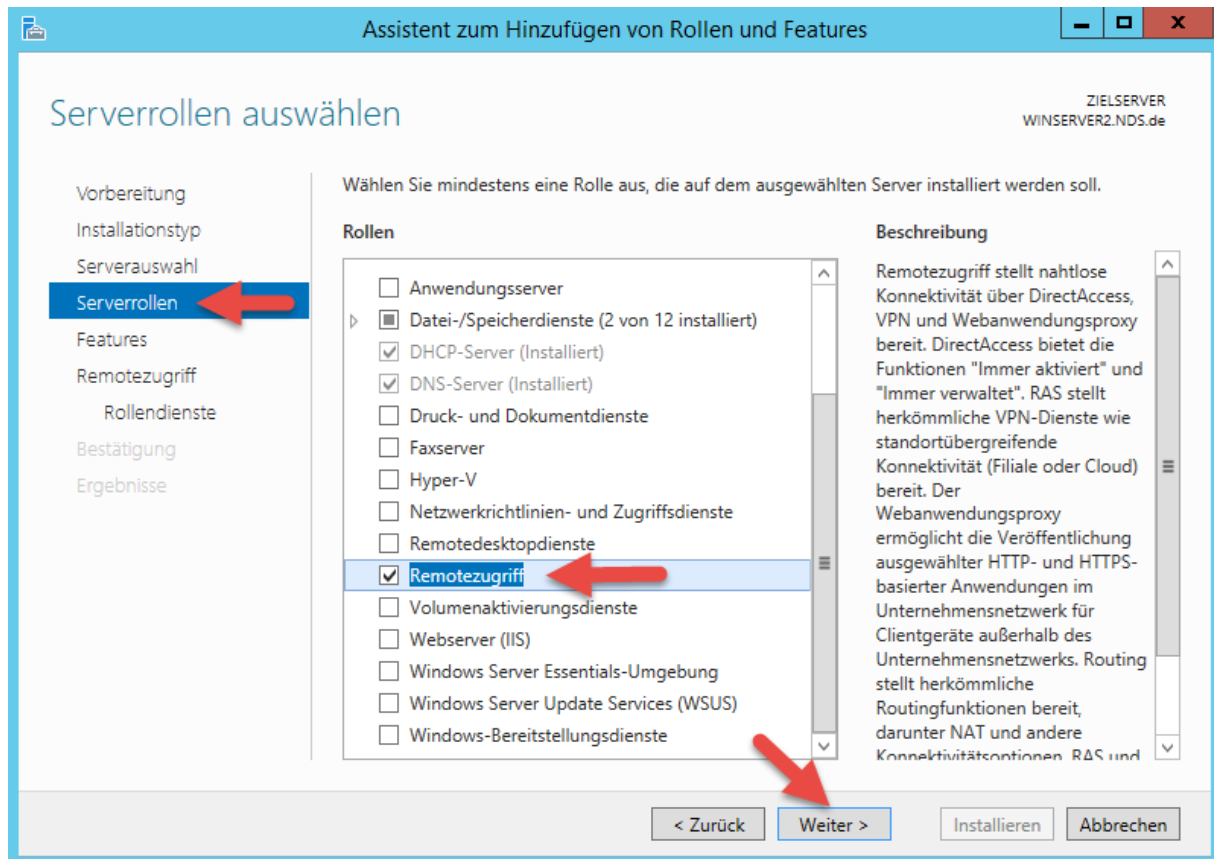 Assistent zum Hinzufügen von Rollen und Features
Serverrollen auswählen
ZIELSERVER
WINSERVER2.NDS.de
Vorbereitung
Installationstyp
Serverauswahl
Serverrollen
Features
Remotezugriff
Rollendienste
Bestätigung
Ergebnisse
Wählen Sie mindestens eine Rolle aus, die auf dem ausgewählten Server installiert werden soll.
Rollen
Anwendungsserver
Datei-/Speicherdienste (2 von 12 installiert)
DHCP-Server (Installiert)
DNS-Server (Installiert)
Druck- und Dokumentdienste
Faxserver
Hyper-V
Netzwerkrichtlinien- und Zugriffsdienste
Remotedesktopdienste
Remotezugriff
Volumenaktivierungsdienste
Webserver (IIS)
Windows Server Essentials-Umgebung
Windows Server Update Services (WSUS)
Windows-Bereitstellungsdienste
Beschreibung
Remotezugriff stellt nahtlose
Konnektivität über DirectAccess,
VPN und Webanwendungsproxy
bereit. DirectAccess bietet die
Funktionen "Immer aktiviert" und
"Immer verwaltet". RAS stellt
herkömmliche VPN-Dienste wie
standortübergreifende
Konnektivität (Filiale oder Cloud)
bereit. Der
Webanwendungsproxy
ermöglicht die Veröffentlichung
ausgewählter HTTP- und HTTPS-
basierter Anwendungen im
Unternehmensnetzwerk für
Clientgeräte außerhalb des
Unternehmensnetzwerks. Routing
stellt herkömmliche
Routingfunktionen bereit,
darunter NAT und andere
Konnektivitätsoptionen. RAS und
< Zurück
Weiter >
Installieren
Abbrechen